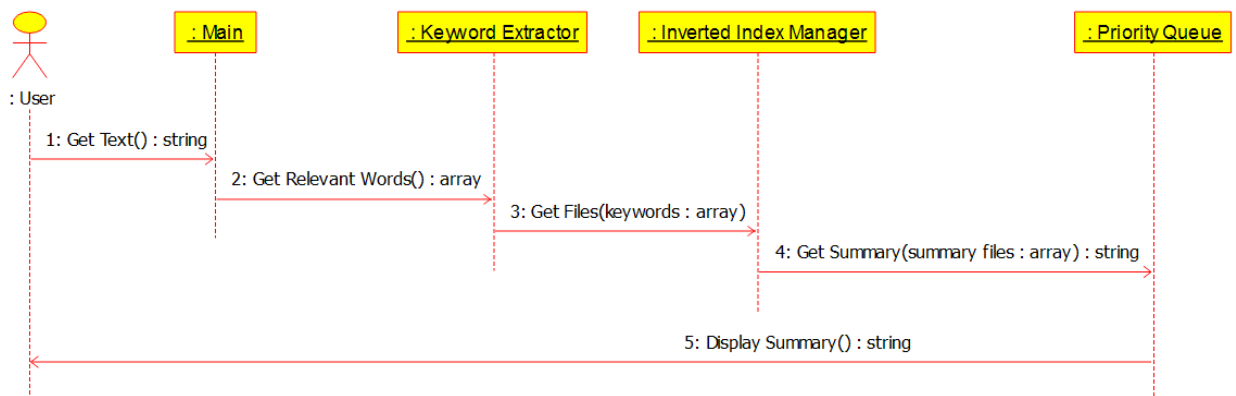 : Main
: Keyword Extractor
: Inverted Index Manager
: Priority Queue
: User
1: Get Text() : string
2: Get Relevant Words() : array
3: Get Files(keywords : array)
4: Get Summary(summary files : array) : string
5: Display Summary() : string